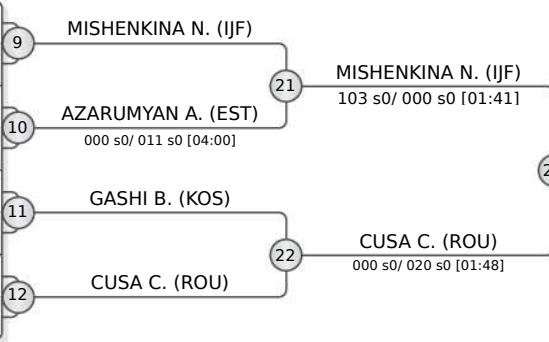 MISHENKINA N. (IJF)
9
21
MISHENKINA N. (IJF)
103 s0/ 000 s0 [01:41]
AZARUMYAN A. (EST)
10
000 s0/ 011 s0 [04:00]
GASHI B. (KOS)
11
22
CUSA C. (ROU)
000 s0/ 020 s0 [01:48]
CUSA C. (ROU)
12